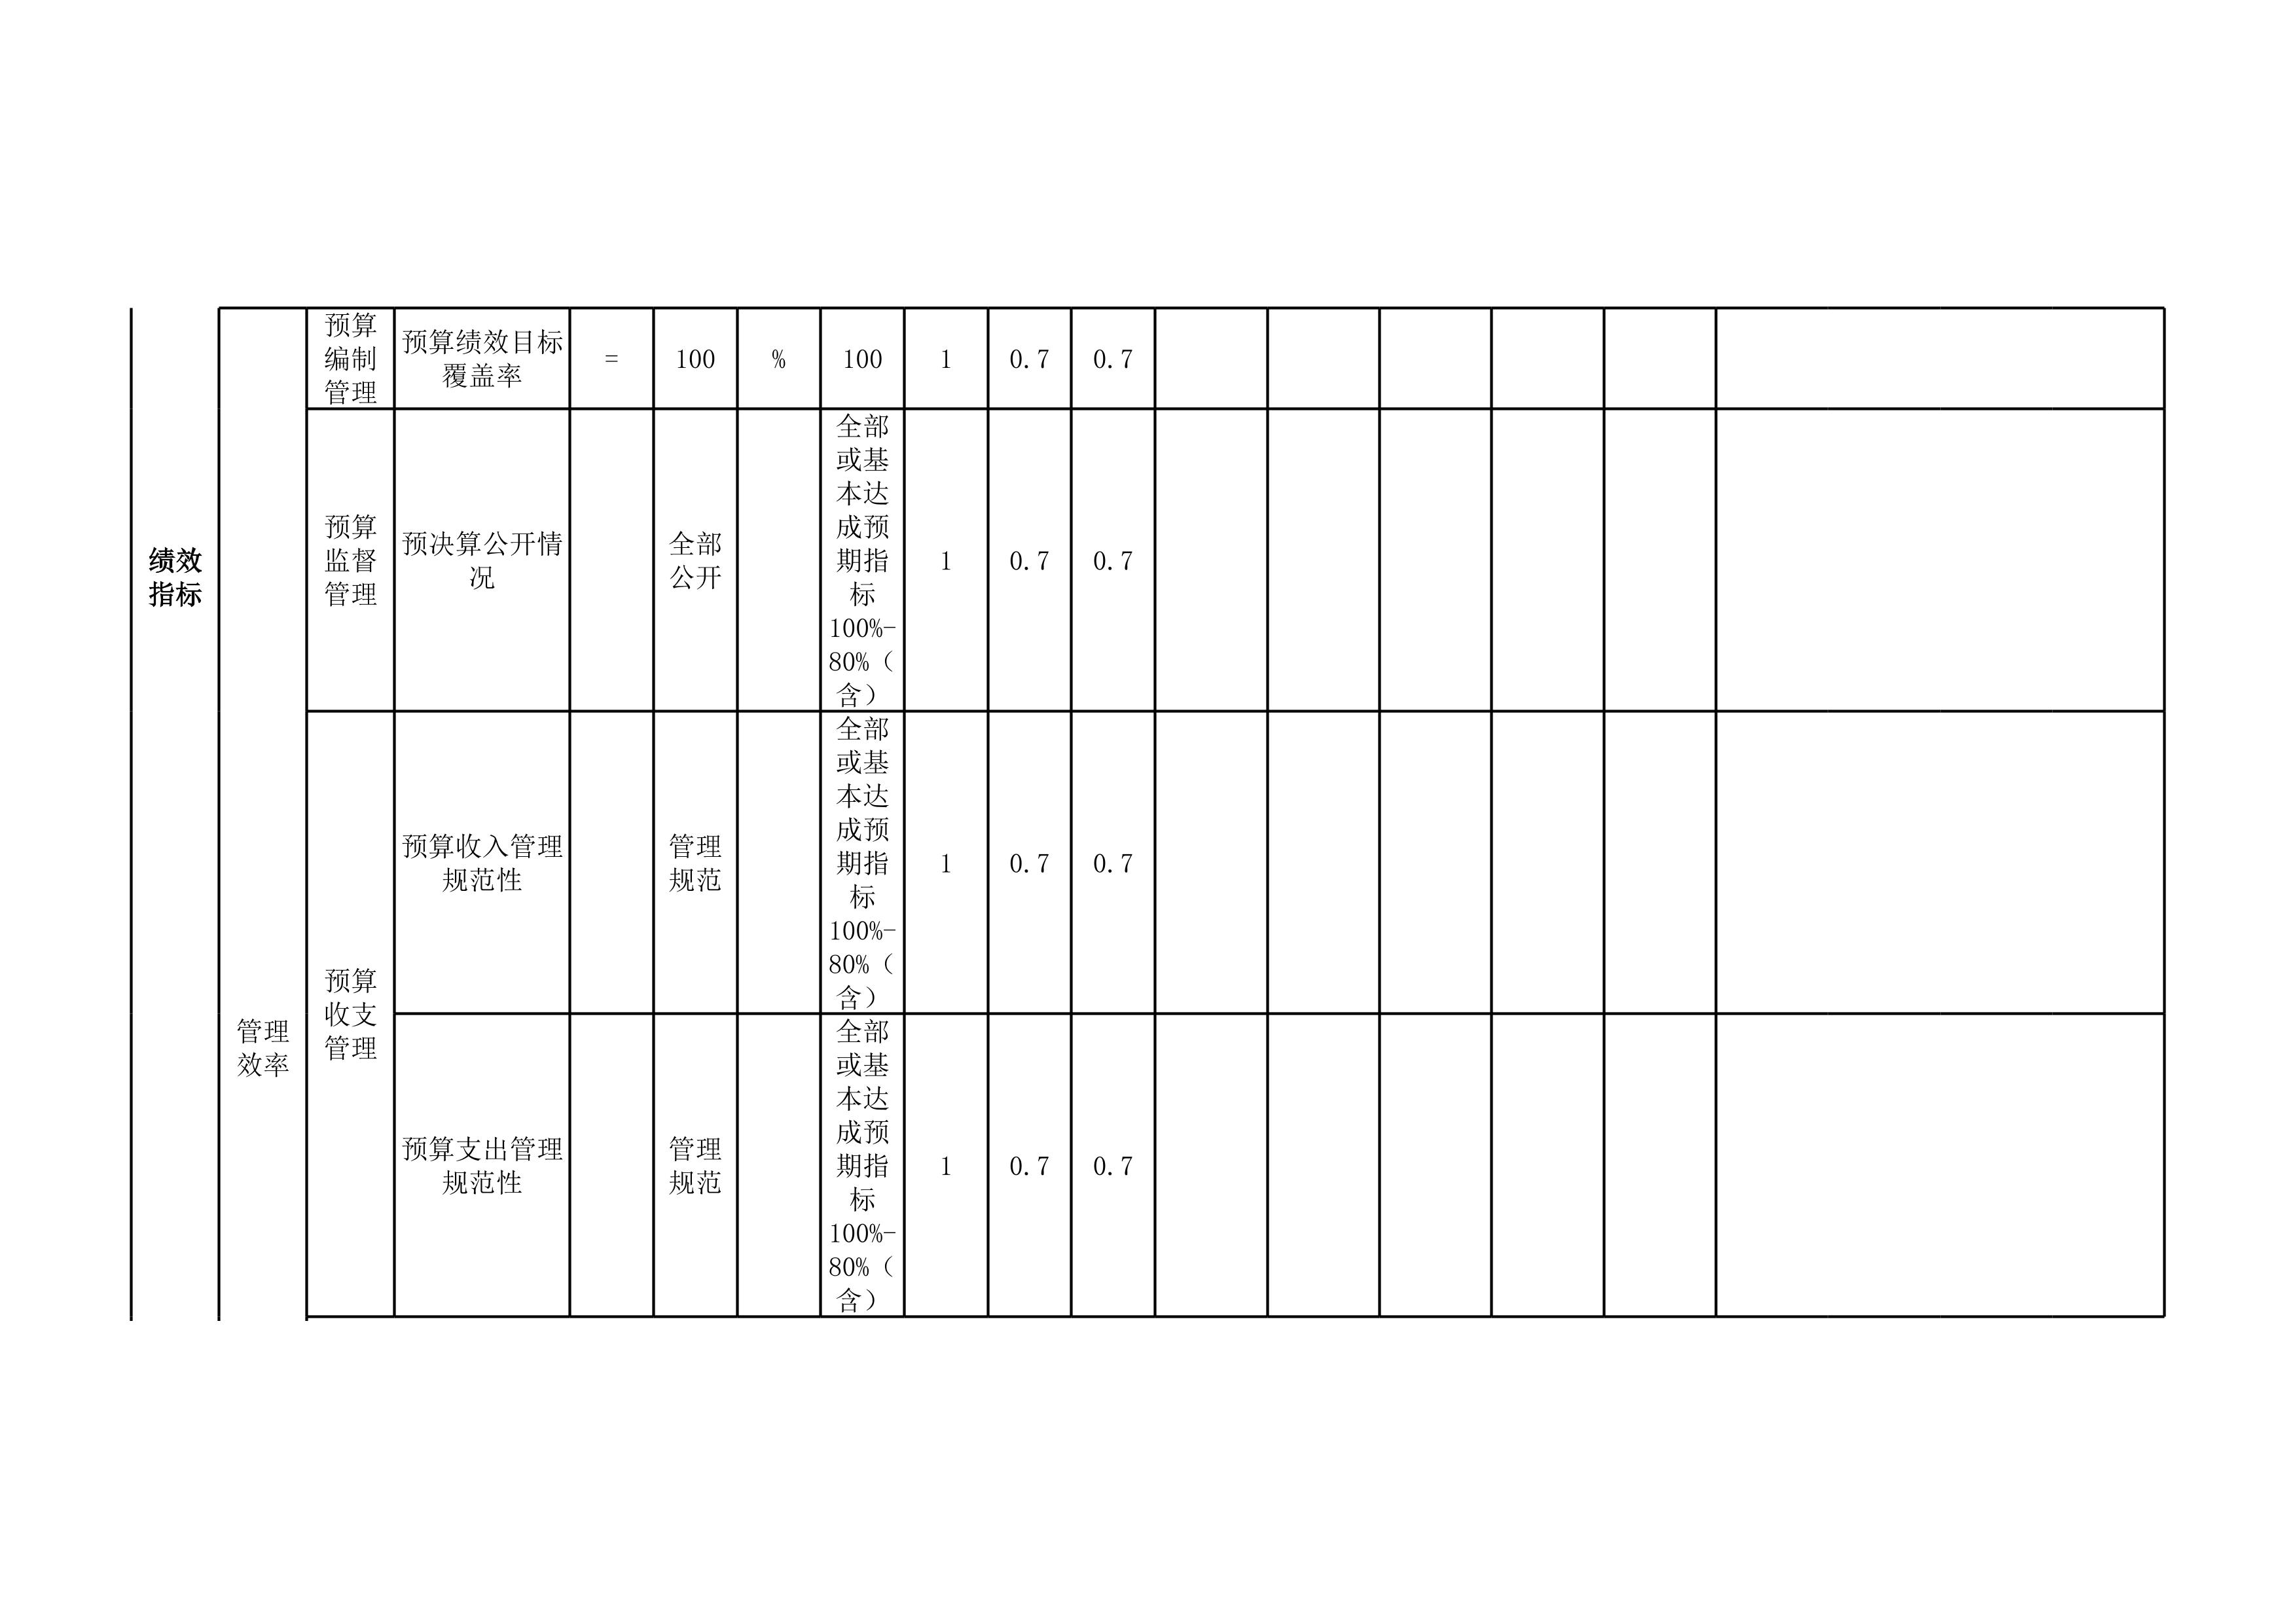 绩效
指标
管理
效率
预算
编制
管理
预算绩效目标
覆盖率
=
100
%
100
1
0.7
0.7
预算
监督
管理
预决算公开情
况
全部
公开
全部
或基
本达
成预
期指
标
100%-
80%（
含）
1
0.7
0.7
预算
收支
管理
预算收入管理
规范性
管理
规范
全部
或基
本达
成预
期指
标
100%-
80%（
含）
1
0.7
0.7
预算支出管理
规范性
管理
规范
全部
或基
本达
成预
期指
标
100%-
80%（
含）
1
0.7
0.7